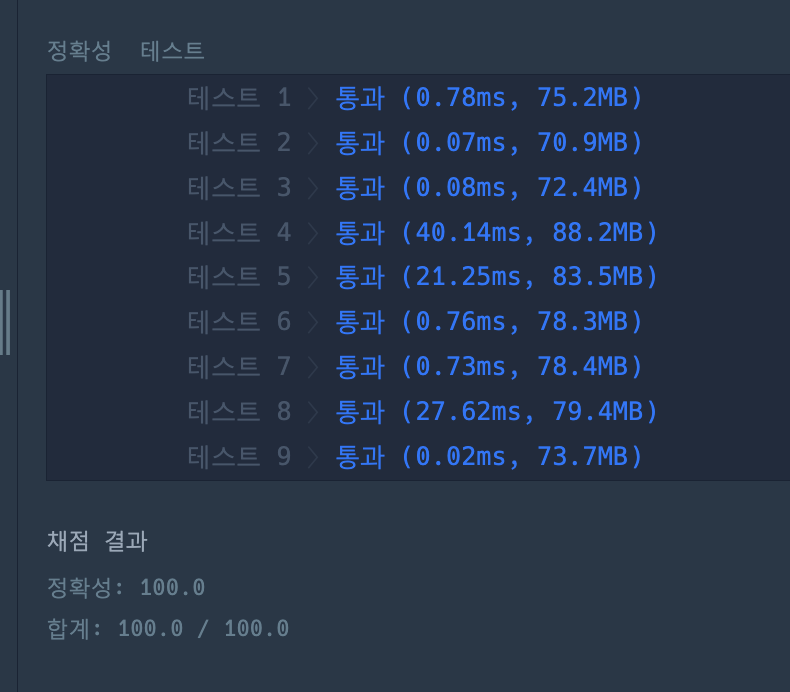 정확성 테스트
테스트 1 〉 통과 (0.78ms, 75.2MB)
테스트 2 〉 통과 (0.07ms, 70.9MB)
테스트 3 〉 통과 (0.08ms, 72.4MB)
테스트 4 〉 통과 (40.14ms, 88.2MB)
테스트 5 〉 통과 (21.25ms, 83.5MB)
테스트 6 〉 통과 (0.76ms, 78.3MB)
테스트 7 〉 통과 (0.73ms, 78.4MB)
테스트 8 〉 통과 (27.62ms, 79.4MB)
테스트 9 〉 통과 (0.02ms, 73.7MB)
채점 결과
정확성: 100.0
합계: 100.0 / 100.0